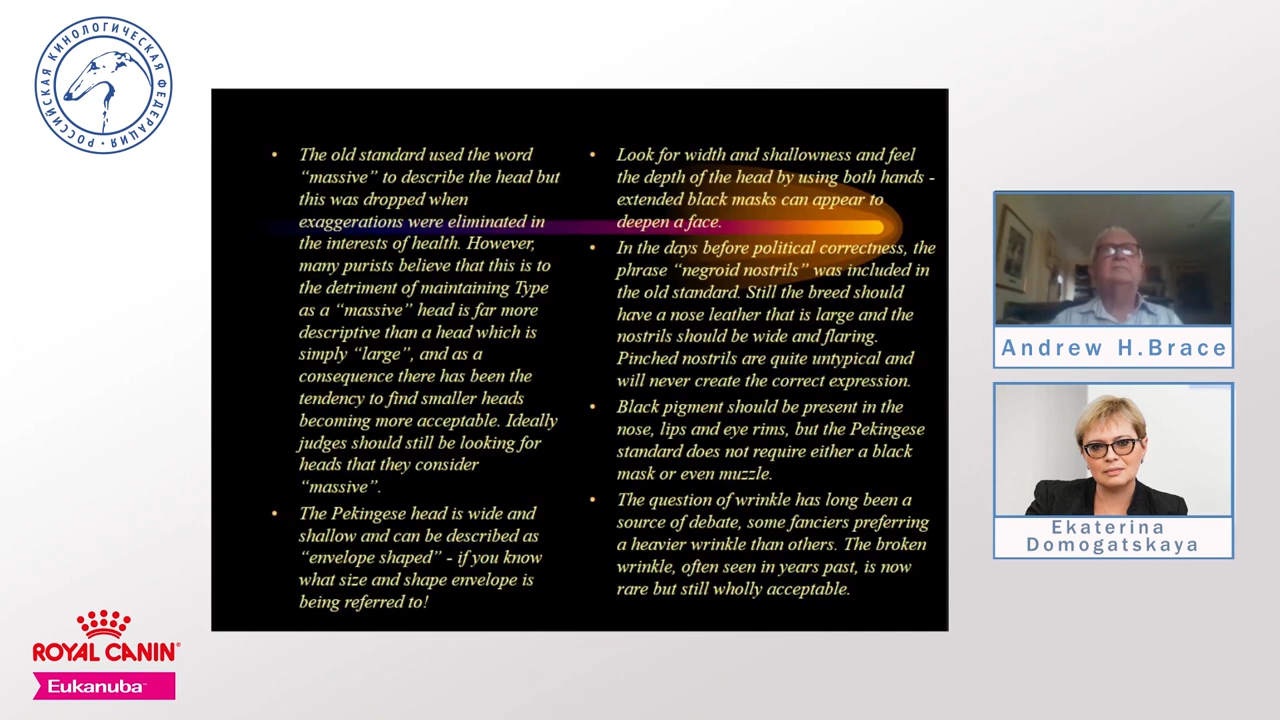 РОССИЙСКАЯ КИНОЛОГИЧЕСКАЯ ФЕДЕРАЦИЯ
• The old standard used the word
“massive” to describe the head but
this was dropped when
exaggerations were eliminated in
the interests of health. However,
many purists believe that this is to
the detriment of maintaining Type
as a “massive” head is far more
descriptive than a head which is
simply “large”, and as a
consequence there has been the
tendency to find smaller heads
becoming more acceptable. Ideally
judges should still be looking for
heads that they consider
“massive”.
• The Pekingese head is wide and
shallow and can be described as
“envelope shaped” - if you know
what size and shape envelope is
being referred to!
• Look for width and shallowness and feel
the depth of the head by using both hands -
extended black masks can appear to
deepen a face.
• In the days before political correctness, the
phrase “negroid nostrils” was included in
the old standard. Still the breed should
have a nose leather that is large and the
nostrils should be wide and flaring.
Pinched nostrils are quite untypical and
will never create the correct expression.
• Black pigment should be present in the
nose, lips and eye rims, but the Pekingese
standard does not require either a black
mask or even muzzle.
• The question of wrinkle has long been a
source of debate, some fanciers preferring
a heavier wrinkle than others. The broken
wrinkle, often seen in years past, is now
rare but still wholly acceptable.
Andrew H.Brace
Ekaterina
Domogatskaya
ROYAL CANIN®
Eukanuba™